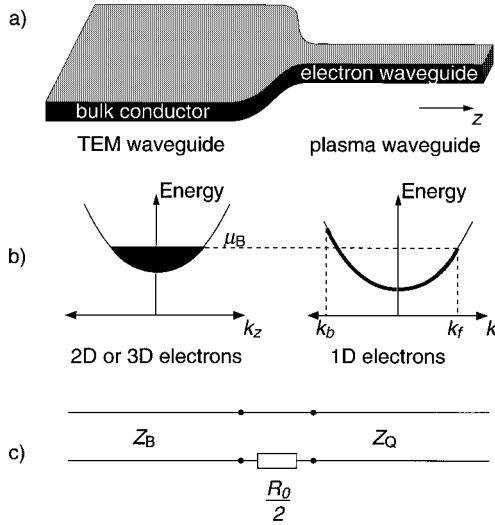 a)
electron waveguide
bulk conductor
z
TEM waveguide plasma waveguide
Energy Energy
μB
b)
kz kb kf k
2D or 3D electrons 1D electrons
ZB ZQ
c)
R0
2